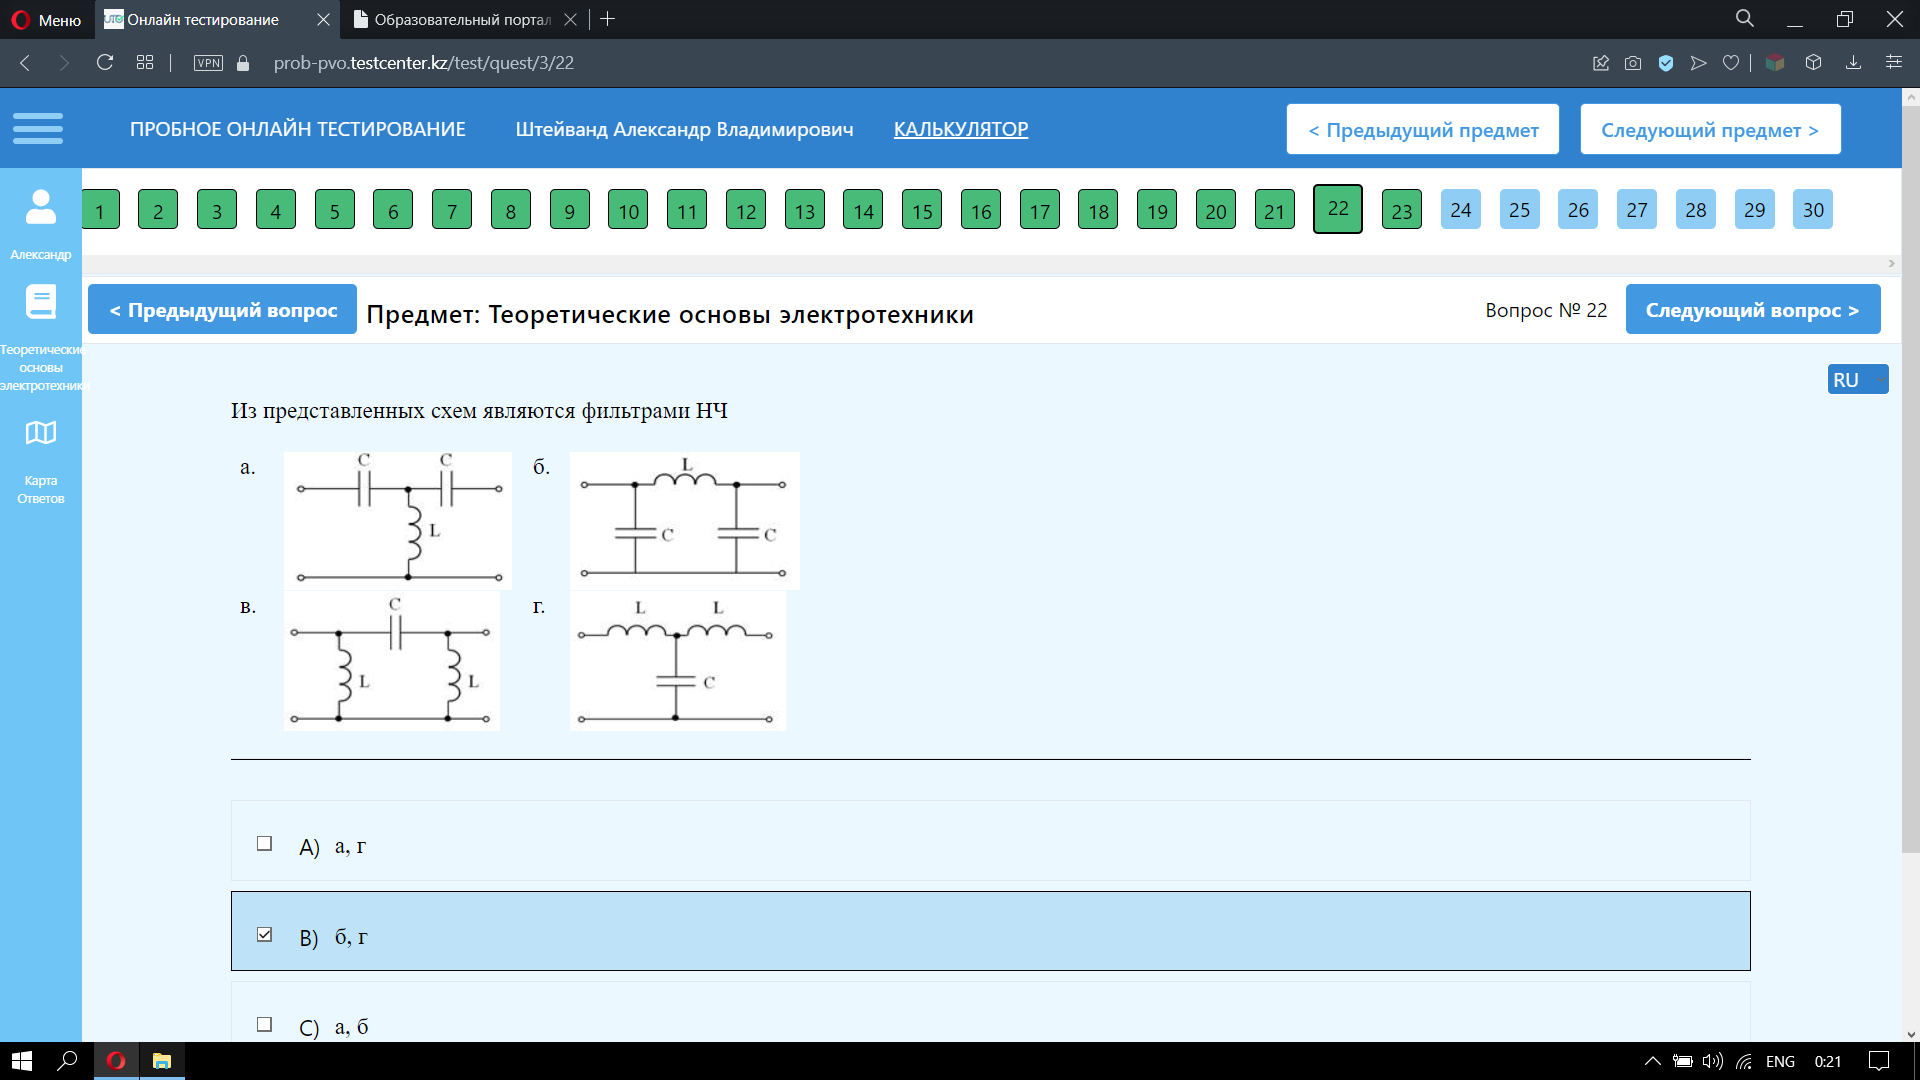 Меню
Онлайн тестирование
Образовательный портал
VPN
prob-pvo.testcenter.kz/test/quest/3/22
ПРОБНОЕ ОНЛАЙН ТЕСТИРОВАНИЕ
Штейванд Александр Владимирович
КАЛЬКУЛЯТОР
< Предыдущий предмет
Следующий предмет >
1 2 3 4 5 6 7 8 9 10 11 12 13 14 15 16 17 18 19 20 21 22 23 24 25 26 27 28 29 30
Александр
Теоретические
основы
электротехники
Карта
Ответов
< Предыдущий вопрос
Предмет: Теоретические основы электротехники
Вопрос № 22
Следующий вопрос >
RU
Из представленных схем являются фильтрами НЧ
а.
C C
L
б.
L
C C
в.
C
L L
г.
L L
C
A) а, г
B) б, г
C) а, б
ENG
0:21